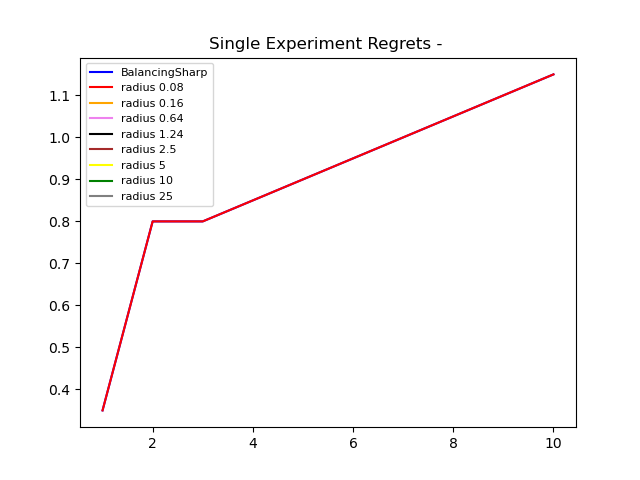 Single Experiment Regrets -
BalancingSharp
radius 0.08
radius 0.16
radius 0.64
radius 1.24
radius 2.5
radius 5
radius 10
radius 25
1.1
1.0
0.9
0.8
0.7
0.6
0.5
0.4
2 4 6 8 10